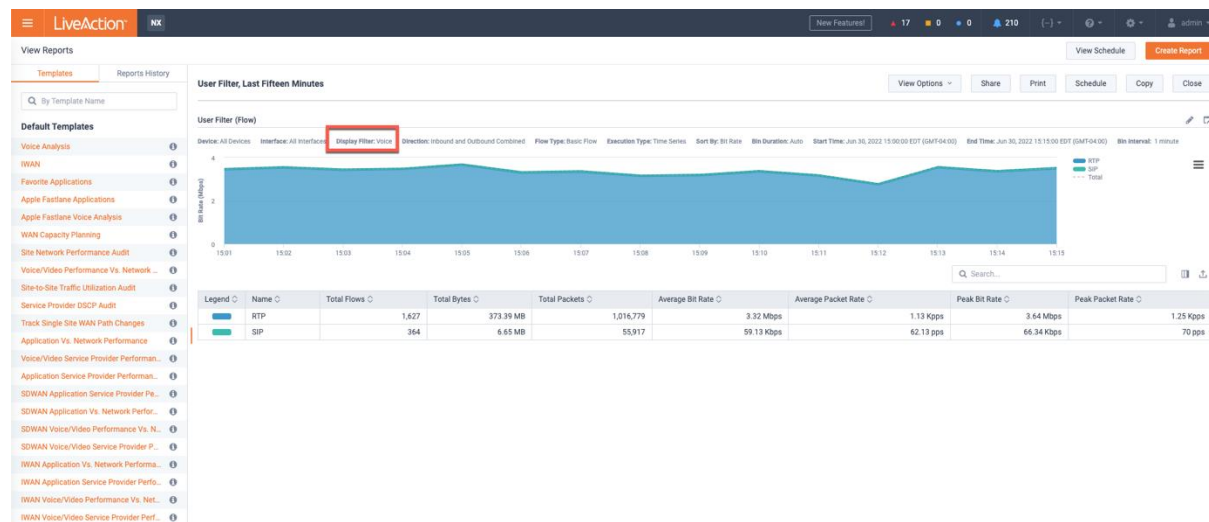 LiveAction NX New Features! 17 0 0 210 {--} admin
View Reports View Schedule Create Report
Templates Reports History
By Template Name
Default Templates
Voice Analysis
IWAN
Favorite Applications
Apple Fastlane Applications
Apple Fastlane Voice Analysis
WAN Capacity Planning
Site Network Performance Audit
Voice/Video Performance Vs. Network ...
Site-to-Site Traffic Utilization Audit
Service Provider DSCP Audit
Track Single Site WAN Path Changes
Application Vs. Network Performance
Voice/Video Service Provider Performan...
Application Service Provider Performan...
SDWAN Application Service Provider Pe...
SDWAN Application Vs. Network Perfor...
SDWAN Voice/Video Performance Vs. N...
SDWAN Voice/Video Service Provider P...
IWAN Application Vs. Network Performa...
IWAN Application Service Provider Perfo...
IWAN Voice/Video Performance Vs. Net...
IWAN Voice/Video Service Provider Perf...
User Filter, Last Fifteen Minutes View Options Share Print Schedule Copy Close
User Filter (Flow)
Device: All Devices Interface: All Interfaces Display Filter: Voice Direction: Inbound and Outbound Combined Flow Type: Basic Flow Execution Type: Time Series Sort By: Bit Rate Bin Duration: Auto Start Time: Jun 30, 2022 15:00:00 EDT (GMT-04:00) End Time: Jun 30, 2022 15:15:00 EDT (GMT-04:00) Bin Interval: 1 minute
Bit Rate (Mbps)
4
2
0
15:01 15:02 15:03 15:04 15:05 15:06 15:07 15:08 15:09 15:10 15:11 15:12 15:13 15:14 15:15
RTP
SIP
Total
Search...
Legend Name Total Flows Total Bytes Total Packets Average Bit Rate Average Packet Rate Peak Bit Rate Peak Packet Rate
RTP 1,627 373.39 MB 1,016,779 3.32 Mbps 1.13 Kpps 3.64 Mbps 1.25 Kpps
SIP 364 6.65 MB 55,917 59.13 Kbps 62.13 pps 66.34 Kbps 70 pps